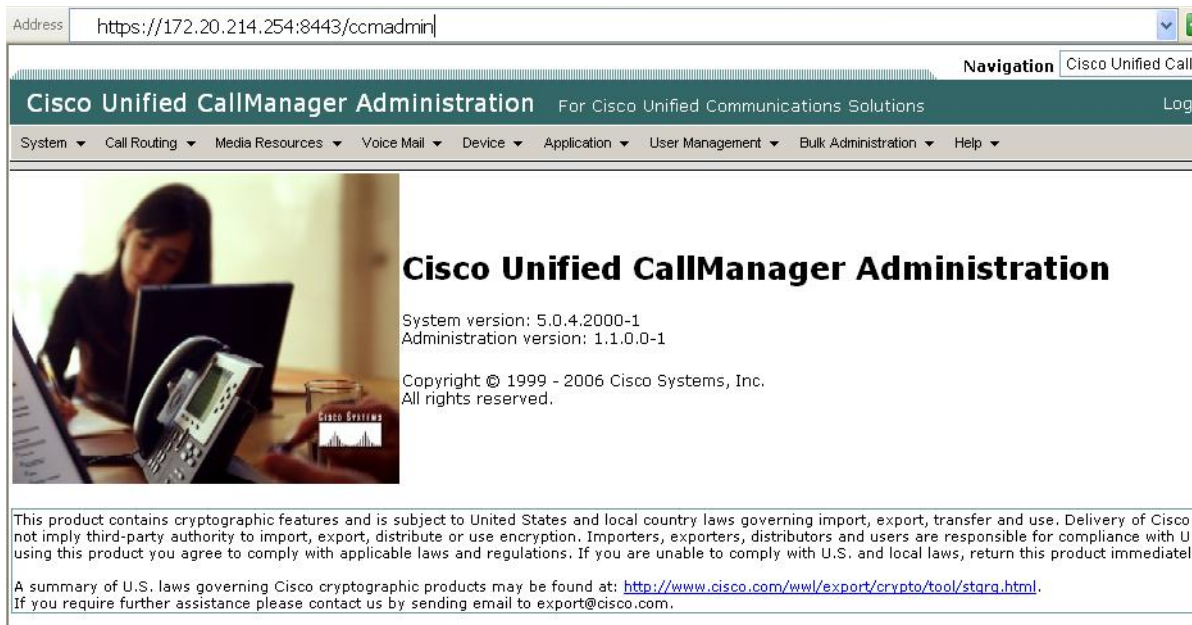 Address https://172.20.214.254:8443/ccmadmin
Navigation Cisco Unified Call
Cisco Unified CallManager Administration For Cisco Unified Communications Solutions Log
System Call Routing Media Resources Voice Mail Device Application User Management Bulk Administration Help
Cisco Unified CallManager Administration
System version: 5.0.4.2000-1
Administration version: 1.1.0.0-1
Copyright © 1999 - 2006 Cisco Systems, Inc.
All rights reserved.
CISCO SYSTEMS
This product contains cryptographic features and is subject to United States and local country laws governing import, export, transfer and use. Delivery of Cisco
not imply third-party authority to import, export, distribute or use encryption. Importers, exporters, distributors and users are responsible for compliance with U
using this product you agree to comply with applicable laws and regulations. If you are unable to comply with U.S. and local laws, return this product immediatel
A summary of U.S. laws governing Cisco cryptographic products may be found at: http://www.cisco.com/wwl/export/crypto/tool/stqrg.html.
If you require further assistance please contact us by sending email to export@cisco.com.